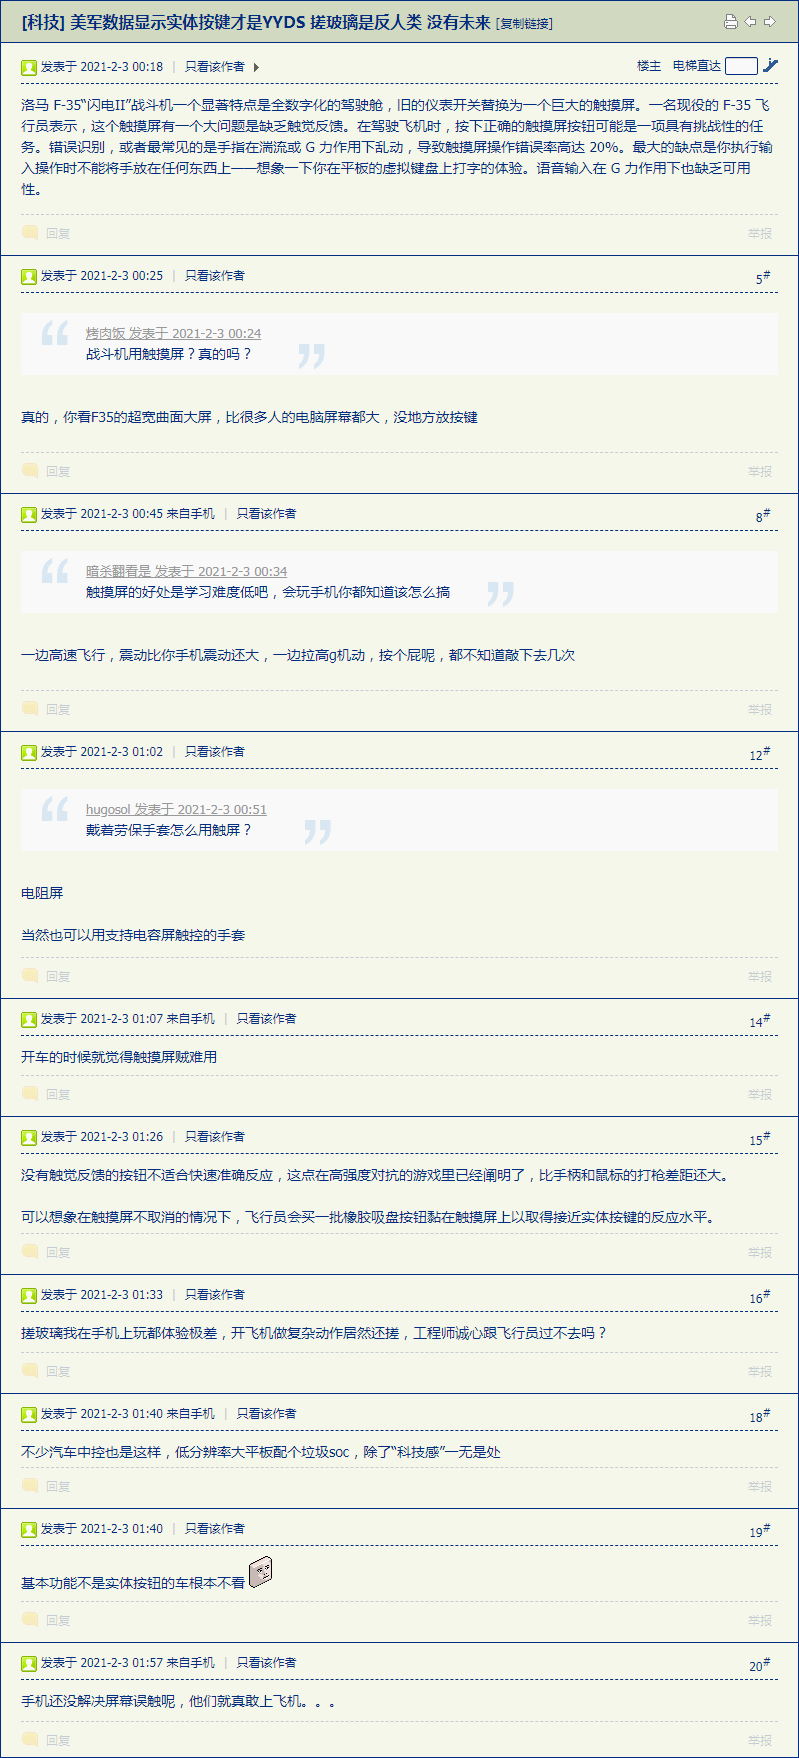 [科技] 美军数据显示实体按键才是YYDS 搓玻璃是反人类 没有未来 [复制链接]
发表于 2021-2-3 00:18 | 只看该作者 楼主 电梯直达
洛马 F-35“闪电II”战斗机一个显著特点是全数字化的驾驶舱，旧的仪表开关替换为一个巨大的触摸屏。一名现役的 F-35 飞
行员表示，这个触摸屏有一个大问题是缺乏触觉反馈。在驾驶飞机时，按下正确的触摸屏按钮可能是一项具有挑战性的任
务。错误识别，或者最常见的是手指在湍流或 G 力作用下乱动，导致触摸屏操作错误率高达 20%。最大的缺点是你执行输
入操作时不能将手放在任何东西上——想象一下你在平板的虚拟键盘上打字的体验。语音输入在 G 力作用下也缺乏可用
性。
回复 举报
发表于 2021-2-3 00:25 | 只看该作者 5#
烤肉饭 发表于 2021-2-3 00:24
战斗机用触摸屏？真的吗？
真的，你看F35的超宽曲面大屏，比很多人的电脑屏幕都大，没地方放按键
回复 举报
发表于 2021-2-3 00:45 来自手机 | 只看该作者 8#
暗杀翻看是 发表于 2021-2-3 00:34
触摸屏的好处是学习难度低吧，会玩手机你都知道该怎么搞
一边高速飞行，震动比你手机震动还大，一边拉高g机动，按个屁呢，都不知道敲下去几次
回复 举报
发表于 2021-2-3 01:02 | 只看该作者 12#
hugosol 发表于 2021-2-3 00:51
戴着劳保手套怎么用触屏？
电阻屏
当然也可以用支持电容屏触控的手套
回复 举报
发表于 2021-2-3 01:07 来自手机 | 只看该作者 14#
开车的时候就觉得触摸屏贼难用
回复 举报
发表于 2021-2-3 01:26 | 只看该作者 15#
没有触觉反馈的按钮不适合快速准确反应，这点在高强度对抗的游戏里已经阐明了，比手柄和鼠标的打枪差距还大。
可以想象在触摸屏不取消的情况下，飞行员会买一批橡胶吸盘按钮黏在触摸屏上以取得接近实体按键的反应水平。
回复 举报
发表于 2021-2-3 01:33 | 只看该作者 16#
搓玻璃我在手机上玩都体验极差，开飞机做复杂动作居然还搓，工程师诚心跟飞行员过不去吗？
回复 举报
发表于 2021-2-3 01:40 来自手机 | 只看该作者 18#
不少汽车中控也是这样，低分辨率大平板配个垃圾soc，除了“科技感”一无是处
回复 举报
发表于 2021-2-3 01:40 | 只看该作者 19#
基本功能不是实体按钮的车根本不看
回复 举报
发表于 2021-2-3 01:57 来自手机 | 只看该作者 20#
手机还没解决屏幕误触呢，他们就真敢上飞机。。。
回复 举报